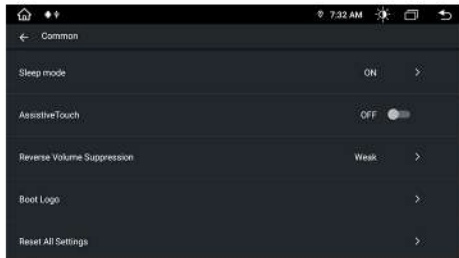 7:32 AM
Common
Sleep mode ON
AssistiveTouch OFF
Reverse Volume Suppression Weak
Boot Logo
Reset All Settings